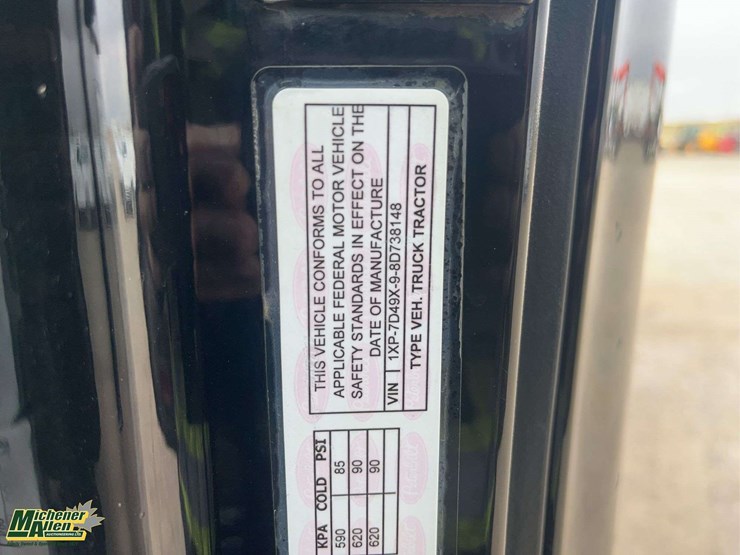 THIS VEHICLE CONFORMS TO ALL
APPLICABLE FEDERAL MOTOR VEHICLE
SAFETY STANDARDS IN EFFECT ON THE
DATE OF MANUFACTURE
VIN 1XP-7D49X-9-8D738148
TYPE VEH. TRUCK TRACTOR
KPA COLD PSI
590 85
620 90
620 90
Michener
Allen
AUCTIONEERING LTD.